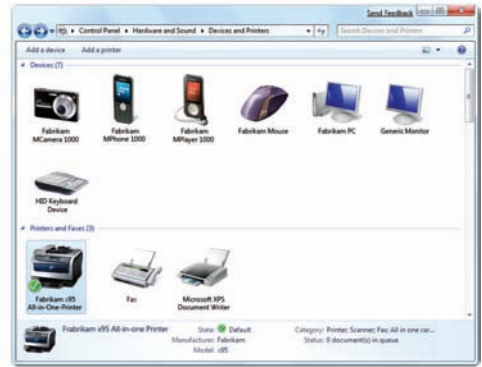 Send Feedback
Control Panel ▸ Hardware and Sound ▸ Devices and Printers
Search Devices and Printers
Add a device Add a printer
Devices (7)
Fabrikam MCamera 1000
Fabrikam MPhone 1000
Fabrikam MPlayer 1000
Fabrikam Mouse
Fabrikam PC
Generic Monitor
HID Keyboard Device
Printers and Faxes (3)
Fabrikam x95 All-in-One-Printer
Fax
Microsoft XPS Document Writer
Frabrikam x95 All-in-one Printer
State: Default
Manufacturer: Fabrikam
Model: x95
Category: Printer; Scanner; Fax; All in one car...
Status: 0 document(s) in queue